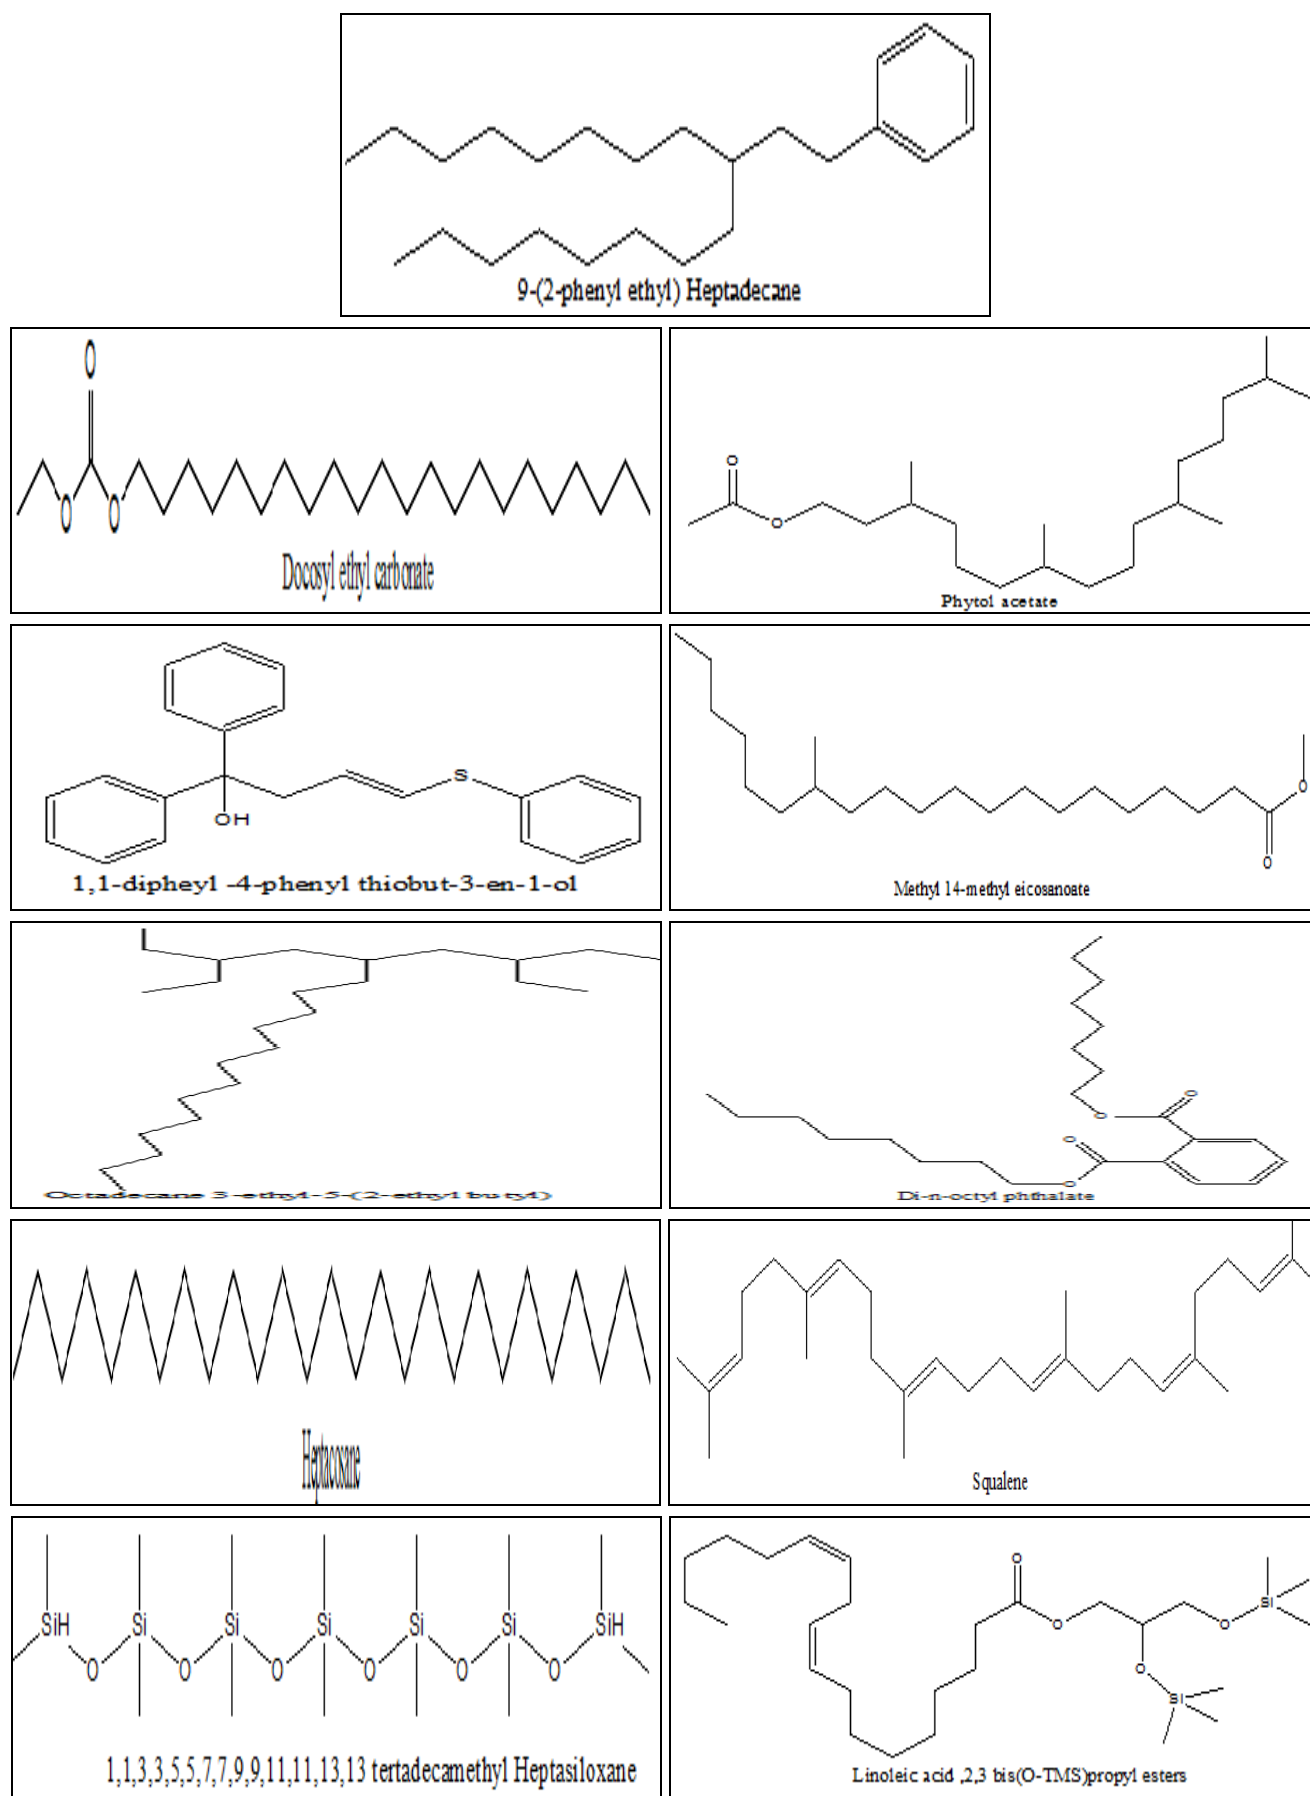 9-(2-phenyl ethyl) Heptadecane
O
O
O
Docosyl ethyl carbonate
O
O
Phytol acetate
OH
S
1,1-dipheyl -4-phenyl thiobut-3-en-1-ol
O
O
Methyl 14-methyl eicosanoate
Octadecane 3-ethyl-5-(2-ethyl butyl)
O
O
O
O
Di-n-octyl phthalate
Heptacosane
Squalene
SiH Si Si Si Si Si SiH
O O O O O O
1,1,3,3,5,5,7,7,9,9,11,11,13,13 tertadecamethyl Heptasiloxane
O
O
O
Si
O
Si
Linoleic acid ,2,3 bis(O-TMS)propyl esters